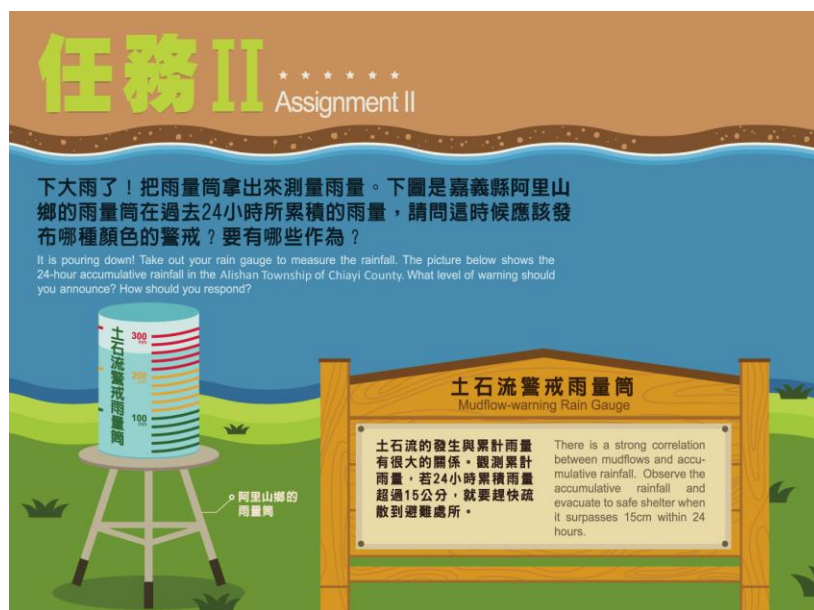 任務II
Assignment II
下大雨了！把雨量筒拿出來測量雨量。下圖是嘉義縣阿里山
鄉的雨量筒在過去24小時所累積的雨量，請問這時候應該發
布哪種顏色的警戒？要有哪些作為？
It is pouring down! Take out your rain gauge to measure the rainfall. The picture below shows the
24-hour accumulative rainfall in the Alishan Township of Chiayi County. What level of warning should
you announce? How should you respond?
土石流警戒雨量筒
300
mm
200
mm
100
mm
阿里山鄉的
雨量筒
土石流警戒雨量筒
Mudflow-warning Rain Gauge
土石流的發生與累計雨量
有很大的關係。觀測累計
雨量，若24小時累積雨量
超過15公分，就要趕快疏
散到避難處所。
There is a strong correlation
between mudflows and accu-
mulative rainfall. Observe the
accumulative rainfall and
evacuate to safe shelter when
it surpasses 15cm within 24
hours.